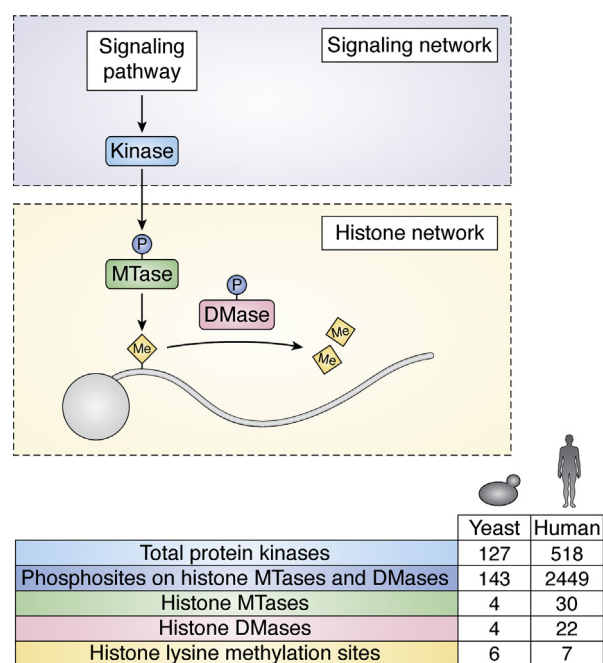 Signaling network
Signaling
pathway
Kinase
Histone network
P
MTase
P
DMase
Me
Me
Me
Yeast Human
Total protein kinases 127 518
Phosphosites on histone MTases and DMases 143 2449
Histone MTases 4 30
Histone DMases 4 22
Histone lysine methylation sites 6 7